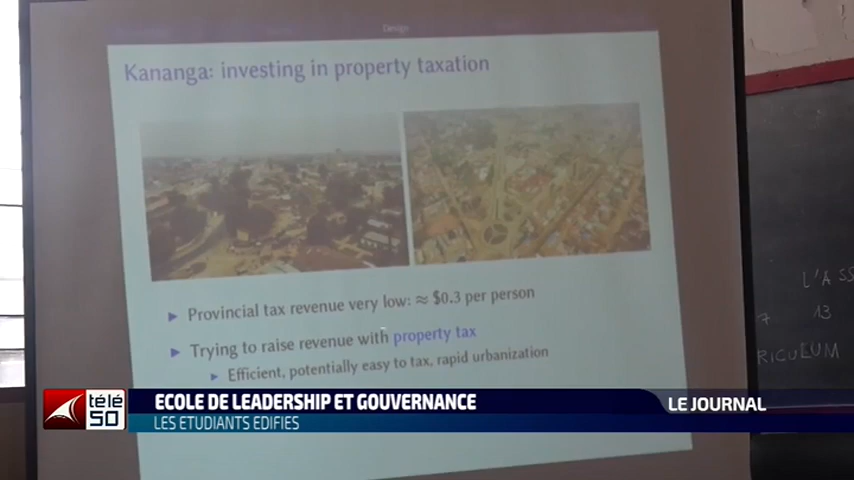 Design
Kananga: investing in property taxation
Provincial tax revenue very low: ≈ $0.3 per person
Trying to raise revenue with property tax
Efficient, potentially easy to tax, rapid urbanization
L'ASS
7 13
RICULUM
télé 50
ECOLE DE LEADERSHIP ET GOUVERNANCE
LE JOURNAL
LES ETUDIANTS EDIFIES